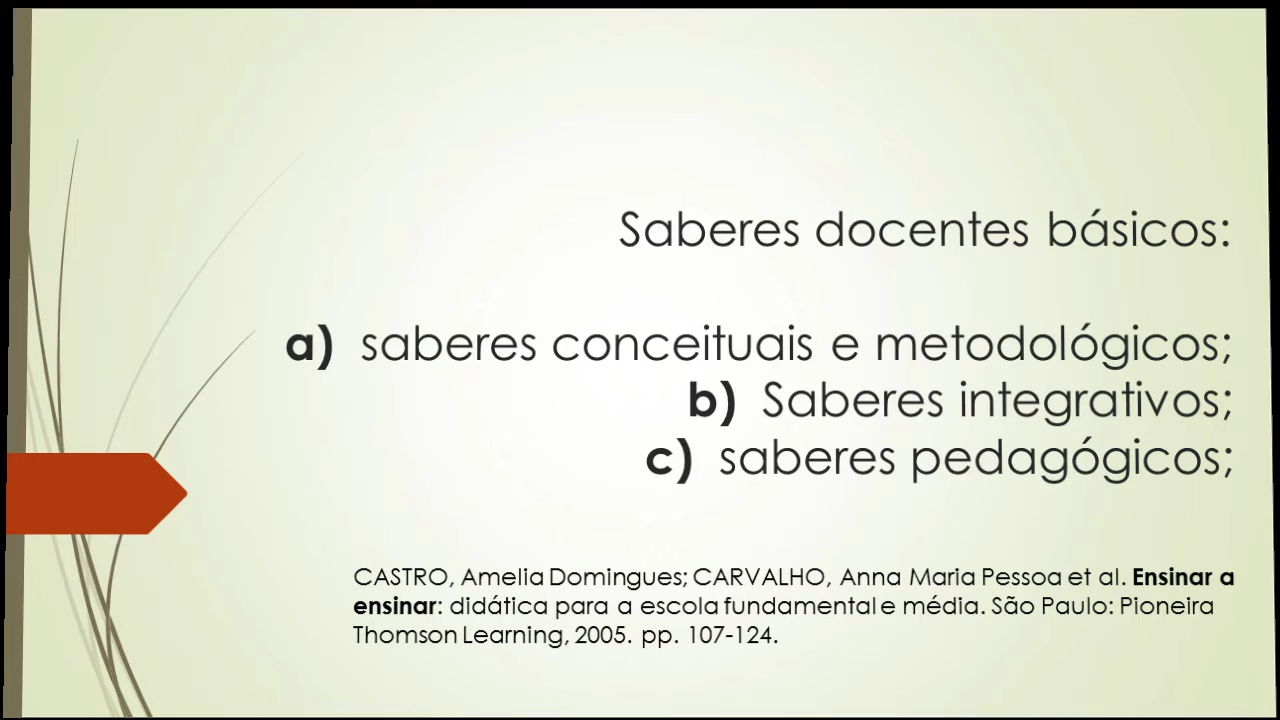 Saberes docentes básicos:
a) saberes conceituais e metodológicos;
b) Saberes integrativos;
c) saberes pedagógicos;
CASTRO, Amelia Domingues; CARVALHO, Anna Maria Pessoa et al. Ensinar a
ensinar: didática para a escola fundamental e média. São Paulo: Pioneira
Thomson Learning, 2005. pp. 107-124.